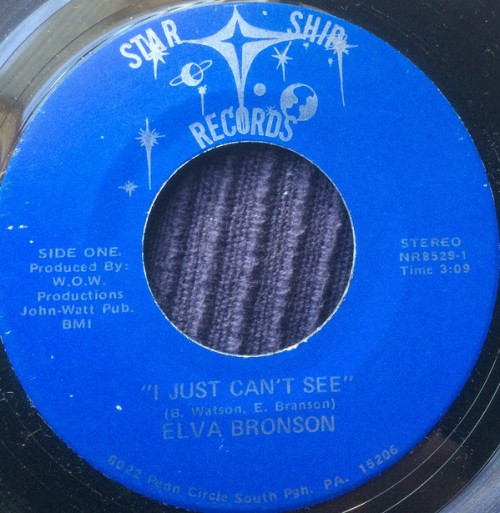 STAR SHIP
RECORDS
SIDE ONE.
Produced By:
W.O.W.
Productions
John-Watt Pub.
BMI
STEREO
NR8529-1
Time 3:09
"I JUST CAN'T SEE"
(B. Watson, E. Branson)
ELVA BRONSON
6022 Penn Circle South Pgh. PA. 15206